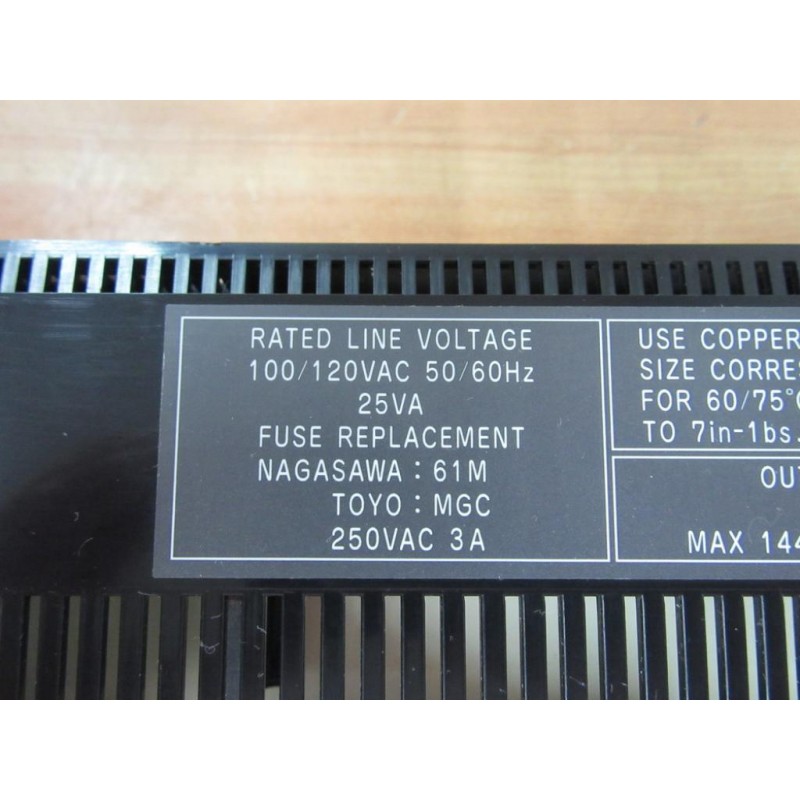 RATED LINE VOLTAGE
100/120VAC 50/60Hz
25VA
FUSE REPLACEMENT
NAGASAWA : 61M
TOYO : MGC
250VAC 3A
USE COPPER
SIZE
FOR 60/75°
TO 7in-1bs.
MAX 144